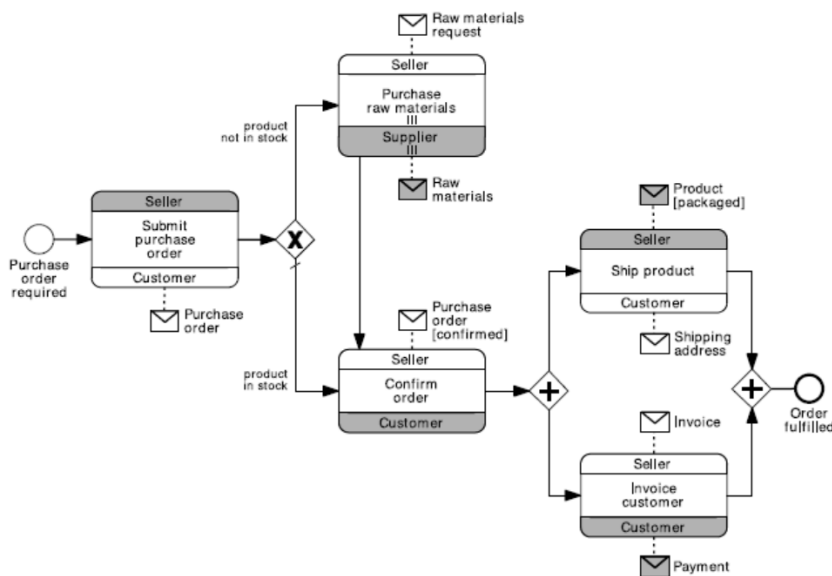 Raw materials
request
Seller
Purchase
raw materials
product
not in stock
Supplier
Raw
materials
Seller
Submit
purchase
order
Customer
Purchase
order
required
X
Purchase
order
Purchase
order
[confirmed]
Seller
Confirm
order
Customer
product
in stock
Product
[packaged]
Seller
Ship product
Customer
Shipping
address
Invoice
Seller
Invoice
customer
Customer
Payment
Order
fulfilled